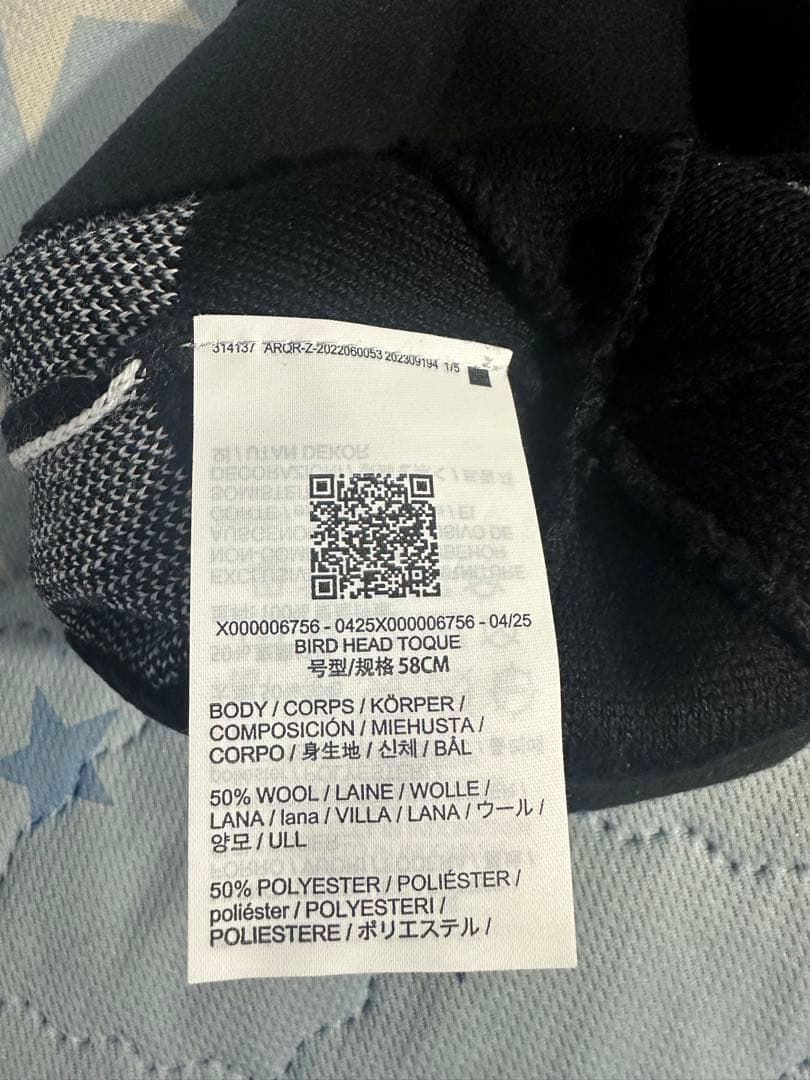 314137 ARQR-Z-2022060053 202309194 1/5
X000006756 - 0425X000006756 - 04/25
BIRD HEAD TOQUE
号型/规格 58CM
BODY / CORPS / KÖRPER /
COMPOSICIÓN / MIEHUSTA /
CORPO / 身生地 / 신체 / BÅL
50% WOOL / LAINE / WOLLE /
LANA / lana / VILLA / LANA / ウール /
양모 / ULL
50% POLYESTER / POLIÉSTER /
poliéster / POLYESTERI /
POLIESTERE / ポリエステル /